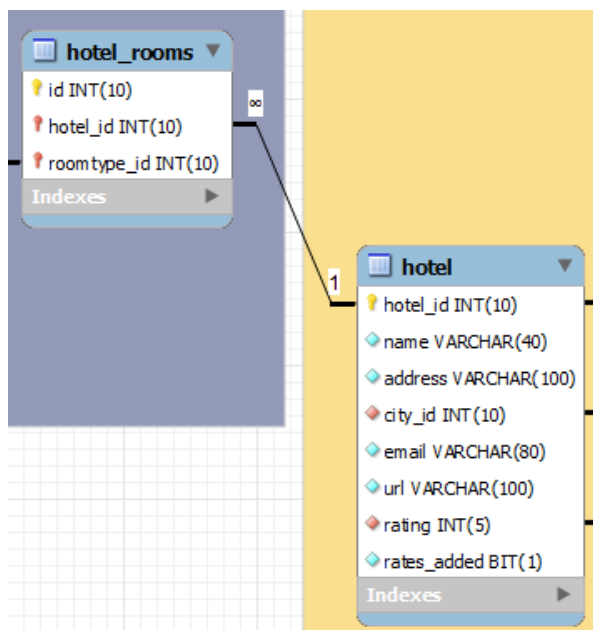 hotel_rooms
id INT(10)
hotel_id INT(10)
roomtype_id INT(10)
Indexes
∞
1
hotel
hotel_id INT(10)
name VARCHAR(40)
address VARCHAR(100)
city_id INT(10)
email VARCHAR(80)
url VARCHAR(100)
rating INT(5)
rates_added BIT(1)
Indexes